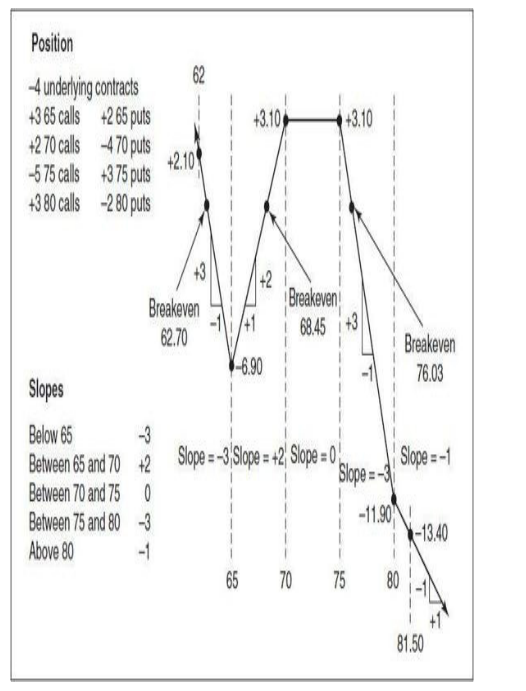 Position
-4 underlying contracts
+3 65 calls +2 65 puts
+2 70 calls -4 70 puts
-5 75 calls +3 75 puts
+3 80 calls -2 80 puts
62
+2.10
+3.10
+3.10
+3
-1
+1
+2
Breakeven
62.70
Breakeven
68.45
+3
-1
Breakeven
76.03
-6.90
Slopes
Below 65 -3
Between 65 and 70 +2
Between 70 and 75 0
Between 75 and 80 -3
Above 80 -1
Slope = -3
Slope = +2
Slope = 0
Slope = -3
Slope = -1
-11.90
-13.40
65 70 75 80
-1
+1
81.50